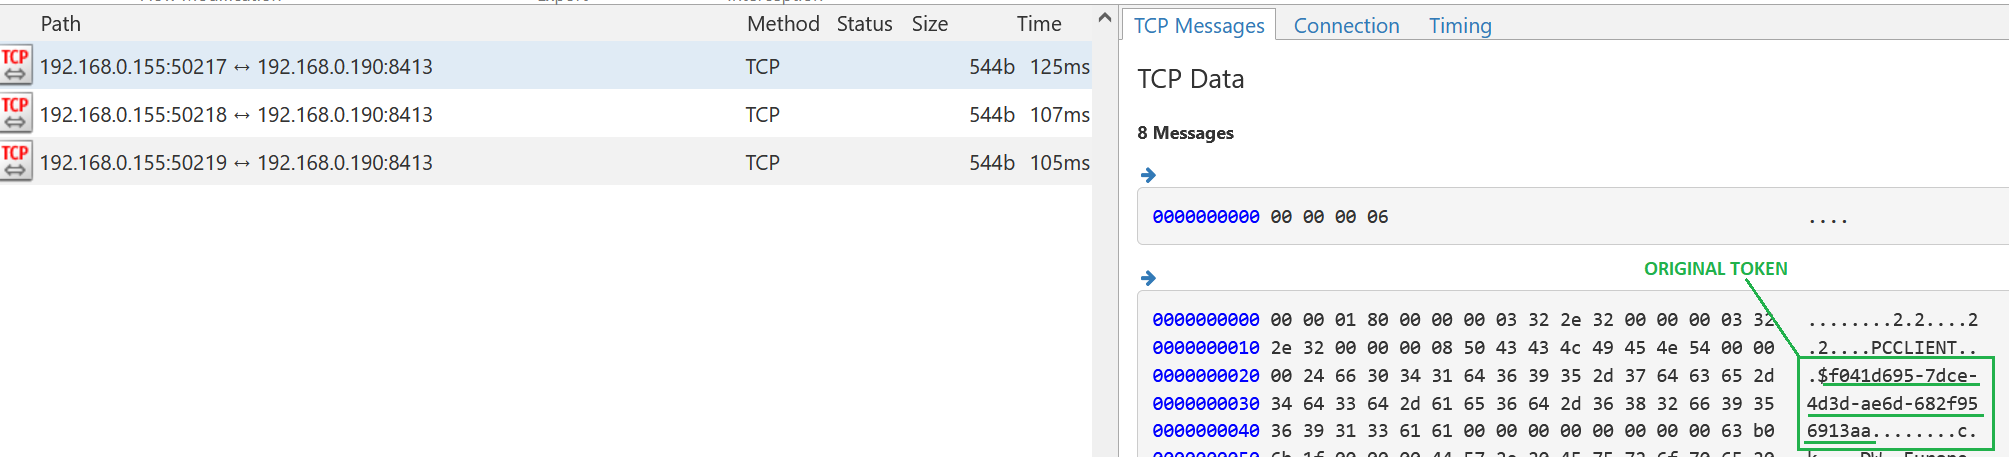 Path Method Status Size Time
TCP 192.168.0.155:50217 ↔ 192.168.0.190:8413 TCP 544b 125ms
TCP 192.168.0.155:50218 ↔ 192.168.0.190:8413 TCP 544b 107ms
TCP 192.168.0.155:50219 ↔ 192.168.0.190:8413 TCP 544b 105ms
TCP Messages Connection Timing
TCP Data
8 Messages
0000000000 00 00 00 06 ....
ORIGINAL TOKEN
0000000000 00 00 01 80 00 00 00 03 32 2e 32 00 00 00 03 32 ........2.2....2
0000000010 2e 32 00 00 00 08 50 43 43 4c 49 45 4e 54 00 00 .2....PCCLIENT..
0000000020 00 24 66 30 34 31 64 36 39 35 2d 37 64 63 65 2d .$f041d695-7dce-
0000000030 34 64 33 64 2d 61 65 36 64 2d 36 38 32 66 39 35 4d3d-ae6d-682f95
0000000040 36 39 31 33 61 61 00 00 00 00 00 00 00 00 63 b0 6913aa........c.